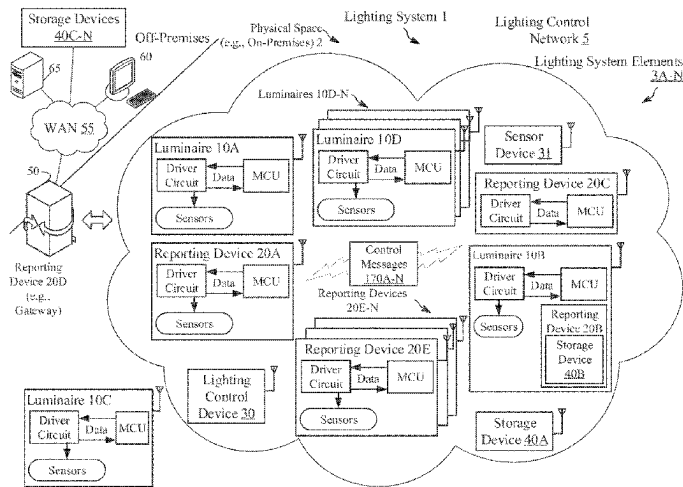 Storage Devices
40C-N
Off-Premises
60
65
WAN 55
50
Reporting
Device 20D
(e.g.,
Gateway)
Physical Space
(e.g., On-Premises) 2
Lighting System 1
Lighting Control
Network 5
Lighting System Elements
3A-N
Luminaires 10D-N
Luminaire 10A
Driver
Circuit
Data
MCU
Sensors
Luminaire 10D
Driver
Circuit
Data
MCU
Sensors
Sensor
Device 31
Reporting Device 20C
Driver
Circuit
Data
MCU
Reporting Device 20A
Driver
Circuit
Data
MCU
Sensors
Control
Messages
170A-N
Reporting Devices
20E-N
Luminaire 10B
Driver
Circuit
Data
MCU
Sensors
Reporting
Device 20B
Storage
Device
40B
Reporting Device 20E
Driver
Circuit
Data
MCU
Sensors
Lighting
Control
Device 30
Storage
Device 40A
Luminaire 10C
Driver
Circuit
Data
MCU
Sensors